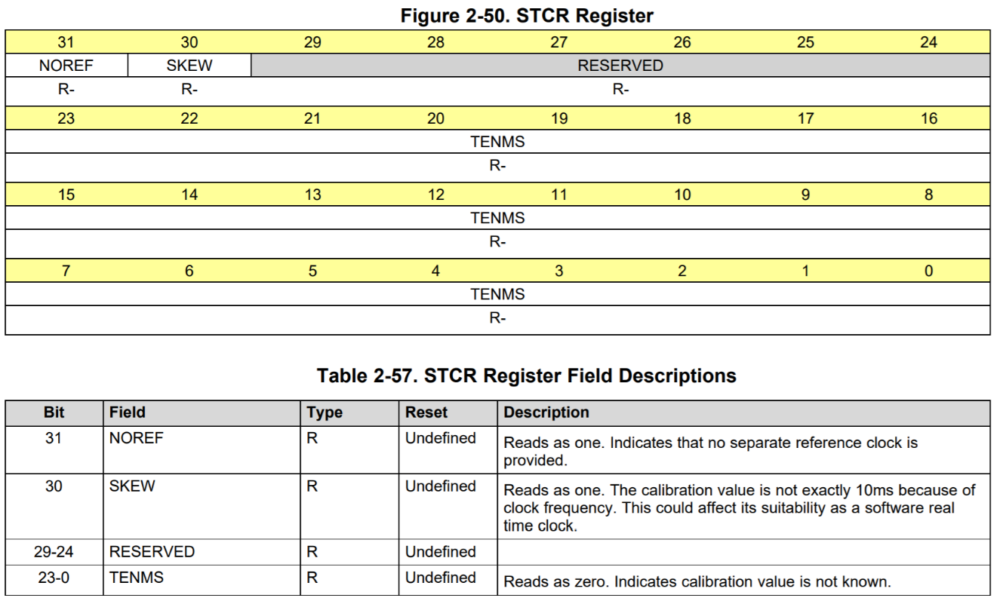 Figure 2-50. STCR Register
31 30 29 28 27 26 25 24
NOREF SKEW RESERVED
R- R- R-
23 22 21 20 19 18 17 16
TENMS
R-
15 14 13 12 11 10 9 8
TENMS
R-
7 6 5 4 3 2 1 0
TENMS
R-
Table 2-57. STCR Register Field Descriptions
Bit Field Type Reset Description
31 NOREF R Undefined Reads as one. Indicates that no separate reference clock is
provided.
30 SKEW R Undefined Reads as one. The calibration value is not exactly 10ms because of
clock frequency. This could affect its suitability as a software real
time clock.
29-24 RESERVED R Undefined
23-0 TENMS R Undefined Reads as zero. Indicates calibration value is not known.